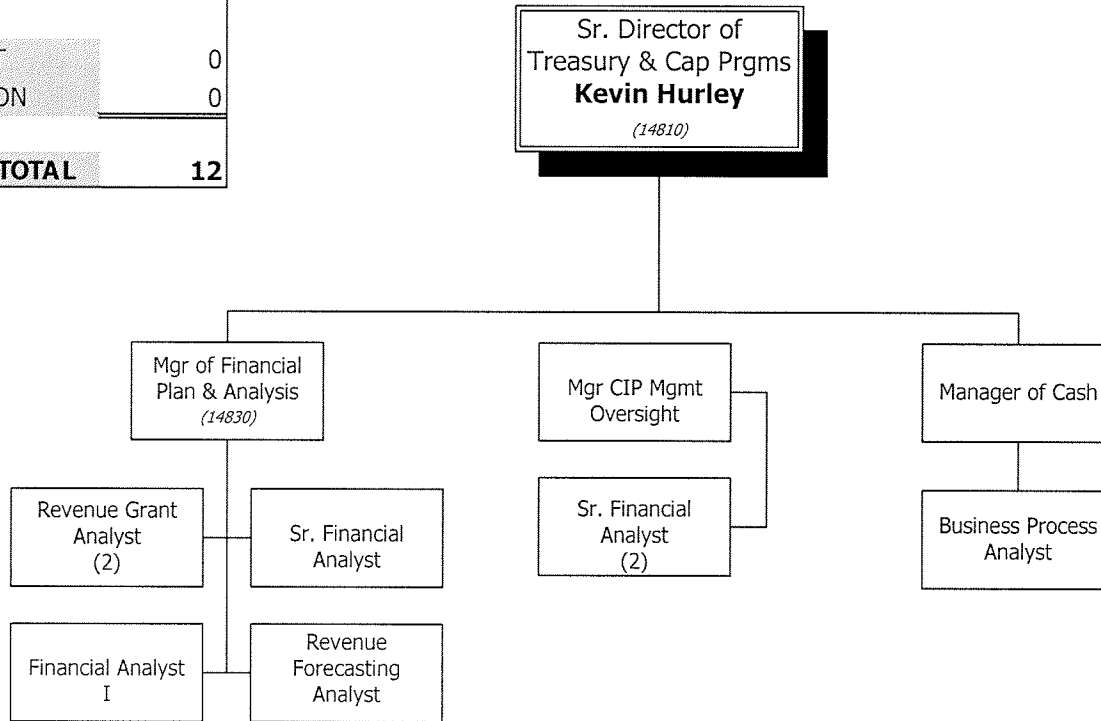 0
ON 0
TOTAL 12
Sr. Director of
Treasury & Cap Prgms
Kevin Hurley
(14810)
Mgr of Financial
Plan & Analysis
(14830)
Mgr CIP Mgmt
Oversight
Manager of Cash
Revenue Grant
Analyst
(2)
Sr. Financial
Analyst
Sr. Financial
Analyst
(2)
Business Process
Analyst
Financial Analyst
I
Revenue
Forecasting
Analyst